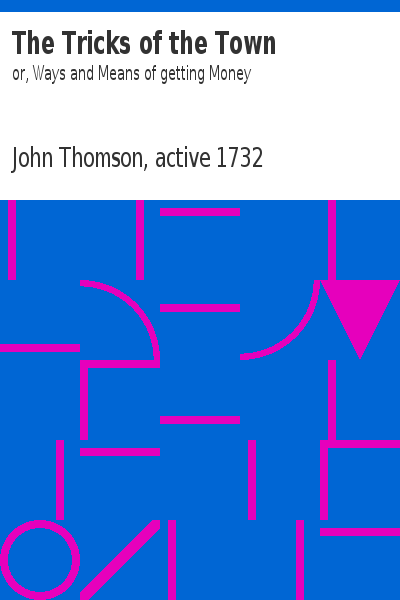 The Tricks of the Town
or, Ways and Means of getting Money
John Thomson, active 1732